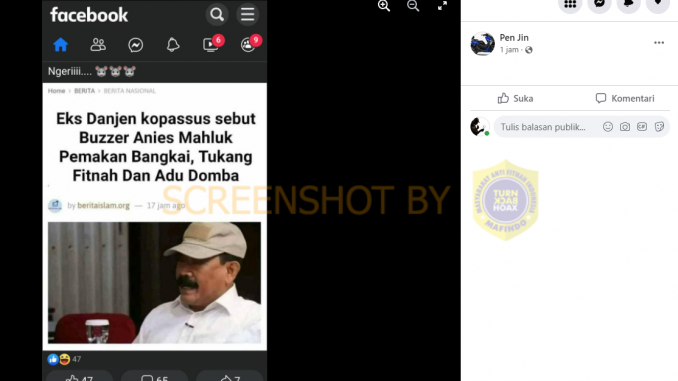 facebook
6
9
Ngeriiii....
Home › BERITA › BERITA NASIONAL
Eks Danjen kopassus sebut
Buzzer Anies Mahluk
Pemakan Bangkai, Tukang
Fitnah Dan Adu Domba
by beritaislam.org — 17 jam ago
SCREENSHOT BY
47
47
65
7
Pen Jin
1 jam ·
Suka
Komentari
Tulis balasan publik...
GIF
MASYARAKAT ANTI FITNAH INDONESIA
TURN
BACK
HOAX
MAFINDO